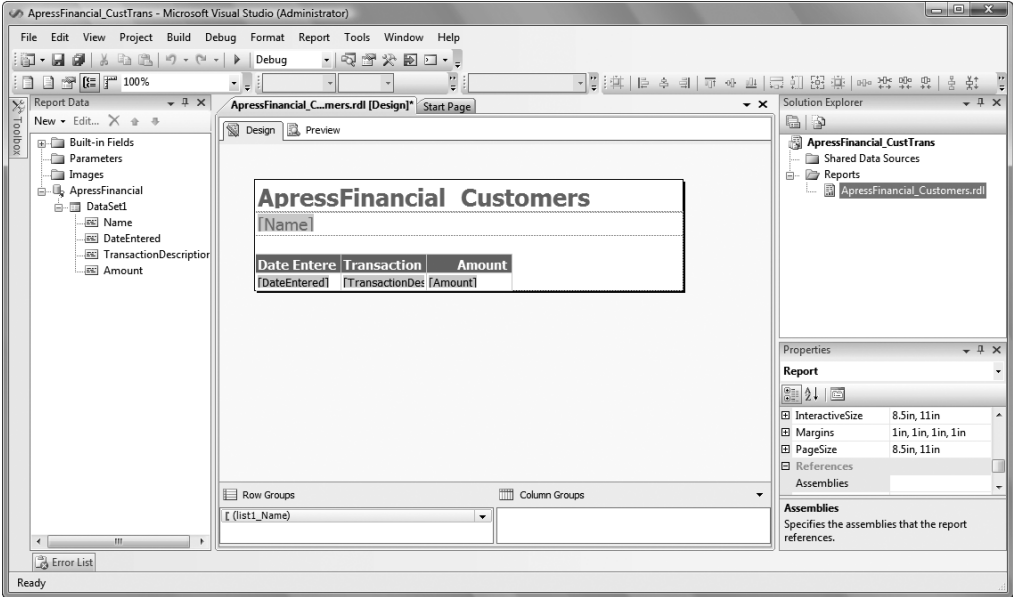 ApressFinancial_CustTrans - Microsoft Visual Studio (Administrator)
File Edit View Project Build Debug Format Report Tools Window Help
Debug
100%
Toolbox
Report Data
New Edit...
Built-in Fields
Parameters
Images
ApressFinancial
DataSet1
Name
DateEntered
TransactionDescription
Amount
ApressFinancial_C...mers.rdl [Design]* Start Page
Design Preview
ApressFinancial Customers
[Name]
Date Entere Transaction Amount
[DateEntered] [TransactionDes [Amount]
Row Groups Column Groups
[ (list1_Name)
Solution Explorer
ApressFinancial_CustTrans
Shared Data Sources
Reports
ApressFinancial_Customers.rdl
Properties
Report
InteractiveSize 8.5in, 11in
Margins 1in, 1in, 1in, 1in
PageSize 8.5in, 11in
References
Assemblies
Assemblies
Specifies the assemblies that the report
references.
Error List
Ready